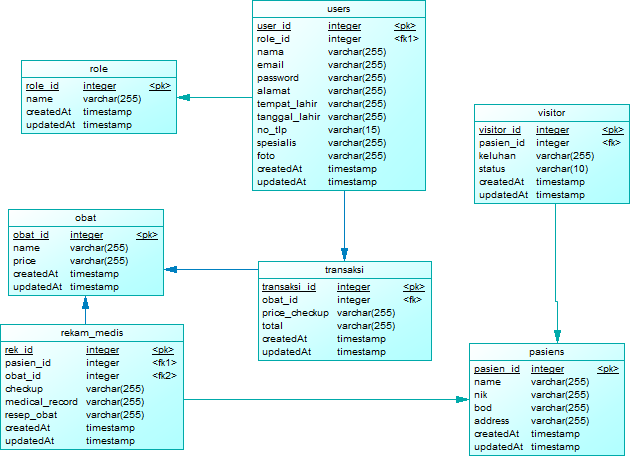 users
user_id integer <pk>
role_id integer <fk1>
nama varchar(255)
email varchar(255)
password varchar(255)
alamat varchar(255)
tempat_lahir varchar(255)
tanggal_lahir varchar(255)
no_tlp varchar(15)
spesialis varchar(255)
foto varchar(255)
createdAt timestamp
updatedAt timestamp
role
role_id integer <pk>
name varchar(255)
createdAt timestamp
updatedAt timestamp
visitor
visitor_id integer <pk>
pasien_id integer <fk>
keluhan varchar(255)
status varchar(10)
createdAt timestamp
updatedAt timestamp
obat
obat_id integer <pk>
name varchar(255)
price varchar(255)
createdAt timestamp
updatedAt timestamp
transaksi
transaksi_id integer <pk>
obat_id integer <fk>
price_checkup varchar(255)
total varchar(255)
createdAt timestamp
updatedAt timestamp
rekam_medis
rek_id integer <pk>
pasien_id integer <fk1>
obat_id integer <fk2>
checkup varchar(255)
medical_record varchar(255)
resep_obat varchar(255)
createdAt timestamp
updatedAt timestamp
pasiens
pasien_id integer <pk>
name varchar(255)
nik varchar(255)
bod varchar(255)
address varchar(255)
createdAt timestamp
updatedAt timestamp